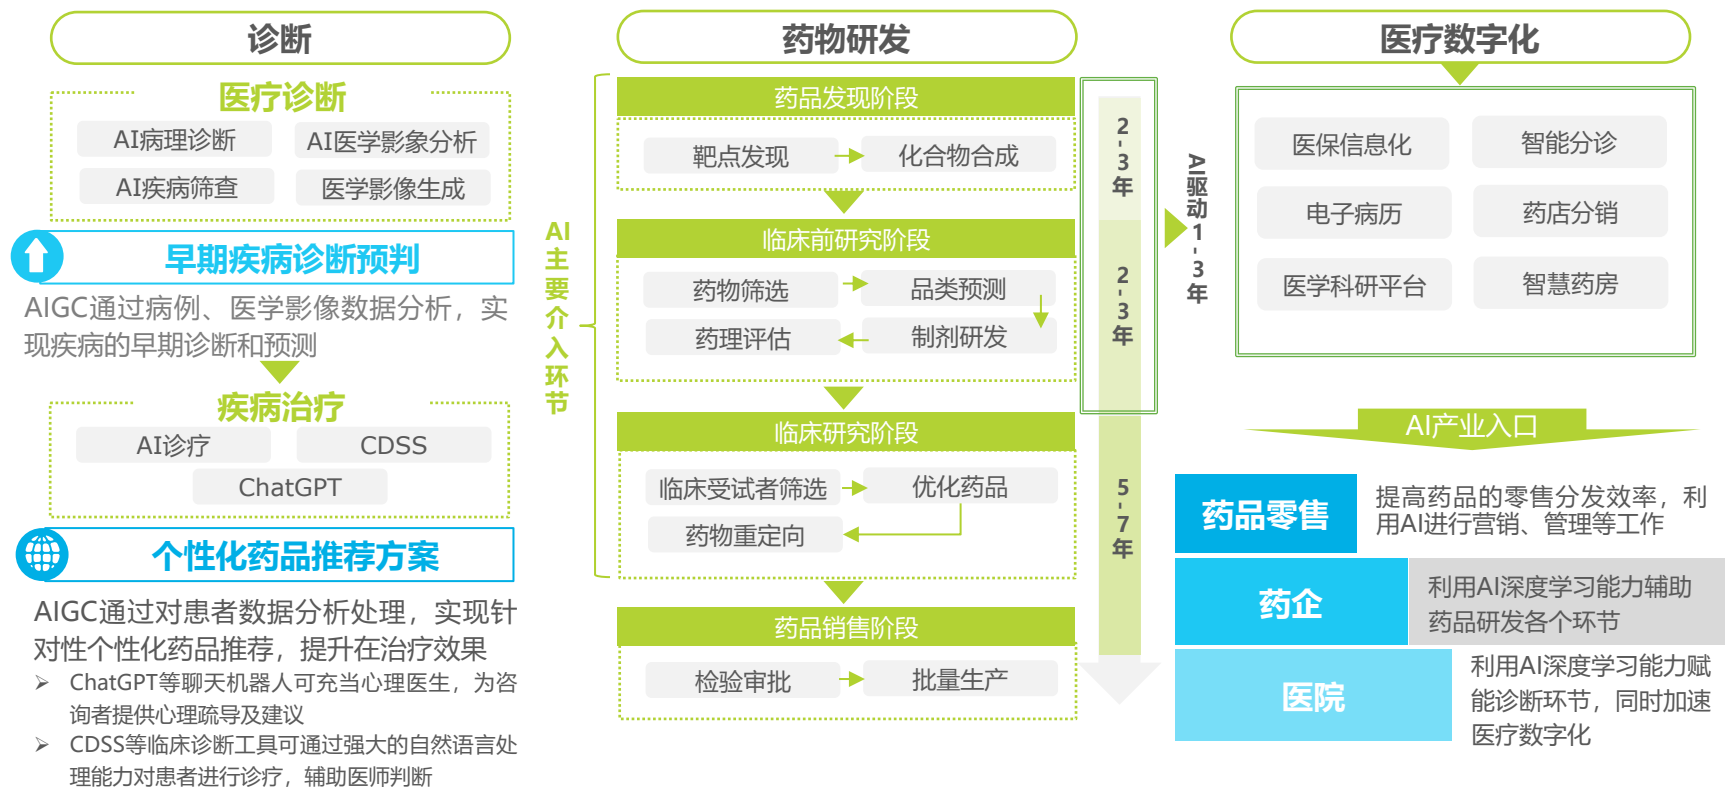 诊断
医疗诊断
AI病理诊断
AI医学影象分析
AI疾病筛查
医学影像生成
早期疾病诊断预判
AIGC通过病例、医学影像数据分析，实
现疾病的早期诊断和预测
疾病治疗
AI诊疗
CDSS
ChatGPT
个性化药品推荐方案
AIGC通过对患者数据分析处理，实现针
对性个性化药品推荐，提升在治疗效果
➢ ChatGPT等聊天机器人可充当心理医生，为咨
询者提供心理疏导及建议
➢ CDSS等临床诊断工具可通过强大的自然语言处
理能力对患者进行诊疗，辅助医师判断
药物研发
AI主要介入环节
药品发现阶段
靶点发现
化合物合成
临床前研究阶段
药物筛选
品类预测
药理评估
制剂研发
临床研究阶段
临床受试者筛选
优化药品
药物重定向
药品销售阶段
检验审批
批量生产
2-3年
2-3年
5-7年
AI驱动1-3年
医疗数字化
医保信息化
智能分诊
电子病历
药店分销
医学科研平台
智慧药房
AI产业入口
药品零售
提高药品的零售分发效率，利
用AI进行营销、管理等工作
药企
利用AI深度学习能力辅助
药品研发各个环节
医院
利用AI深度学习能力赋
能诊断环节，同时加速
医疗数字化